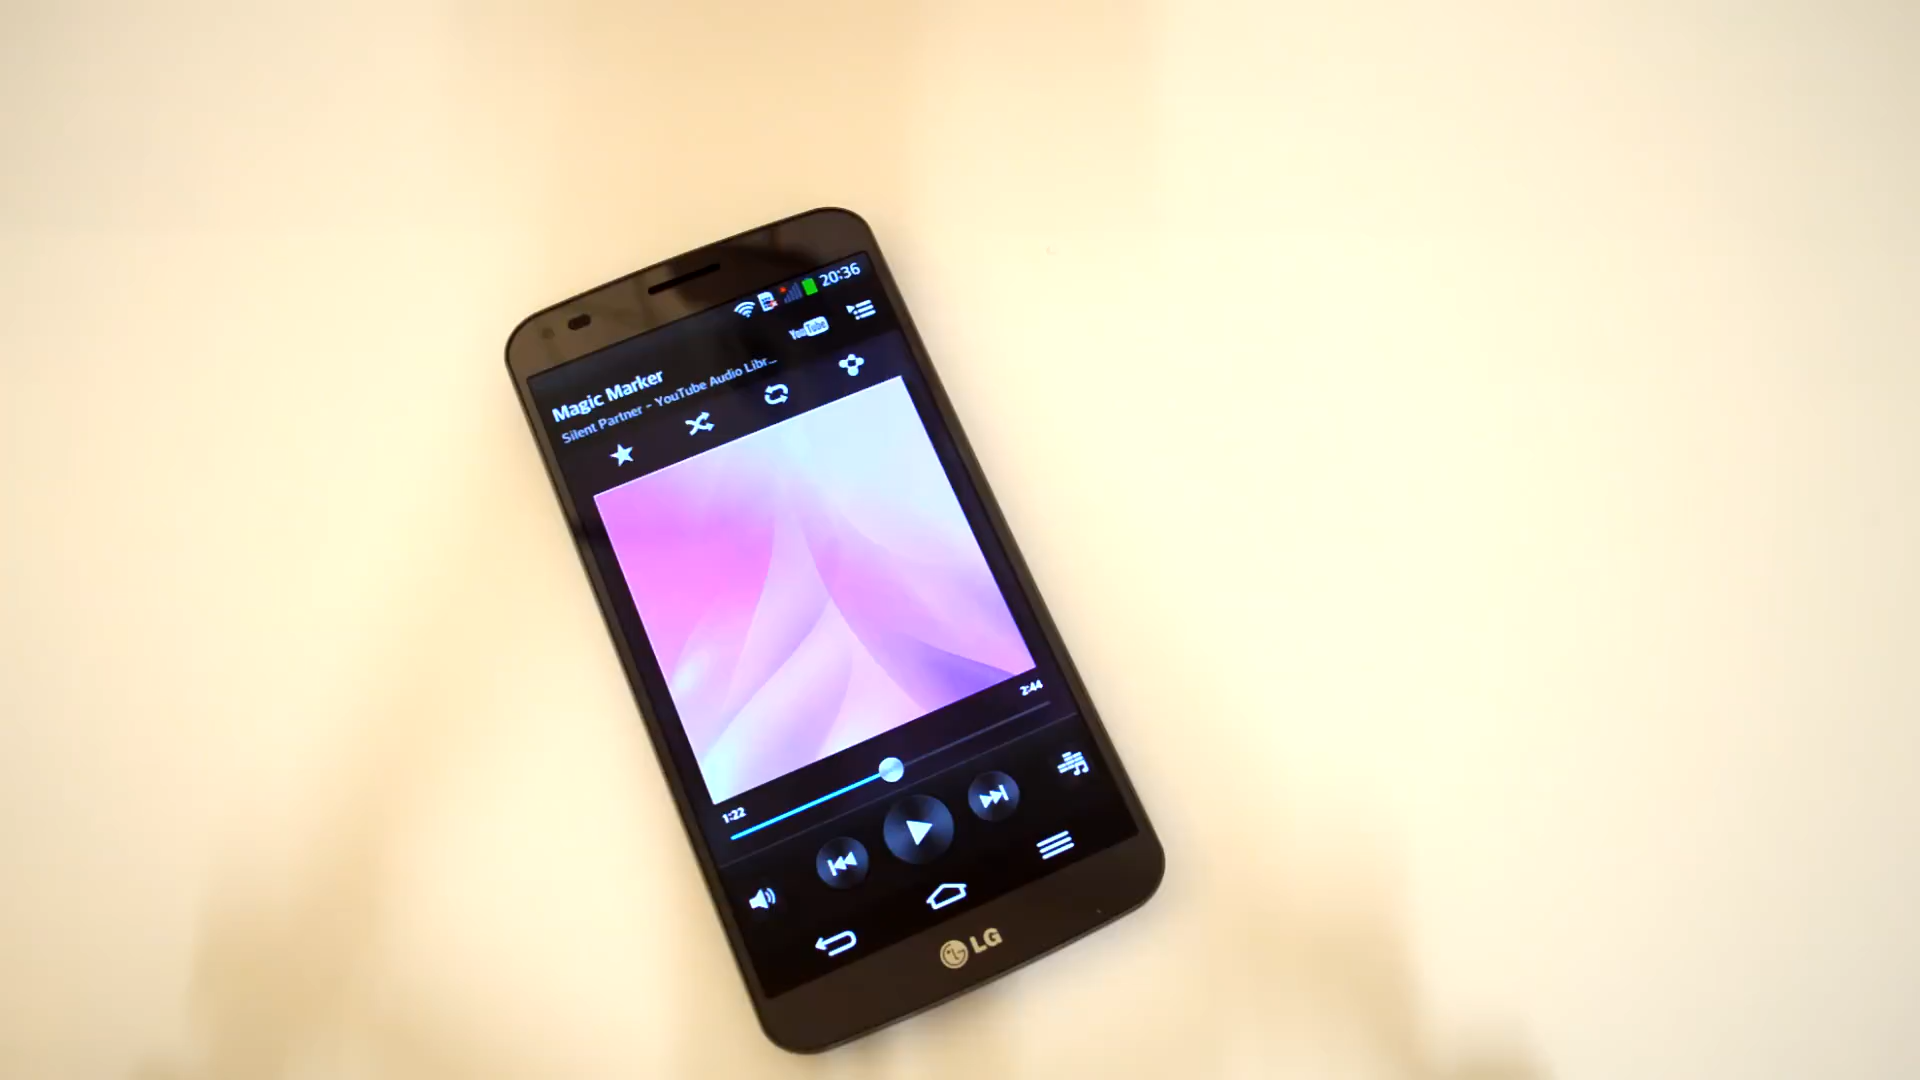 20:36
YouTube
Magic Marker
Silent Partner - YouTube Audio Libr...
2:44
1:22
LG